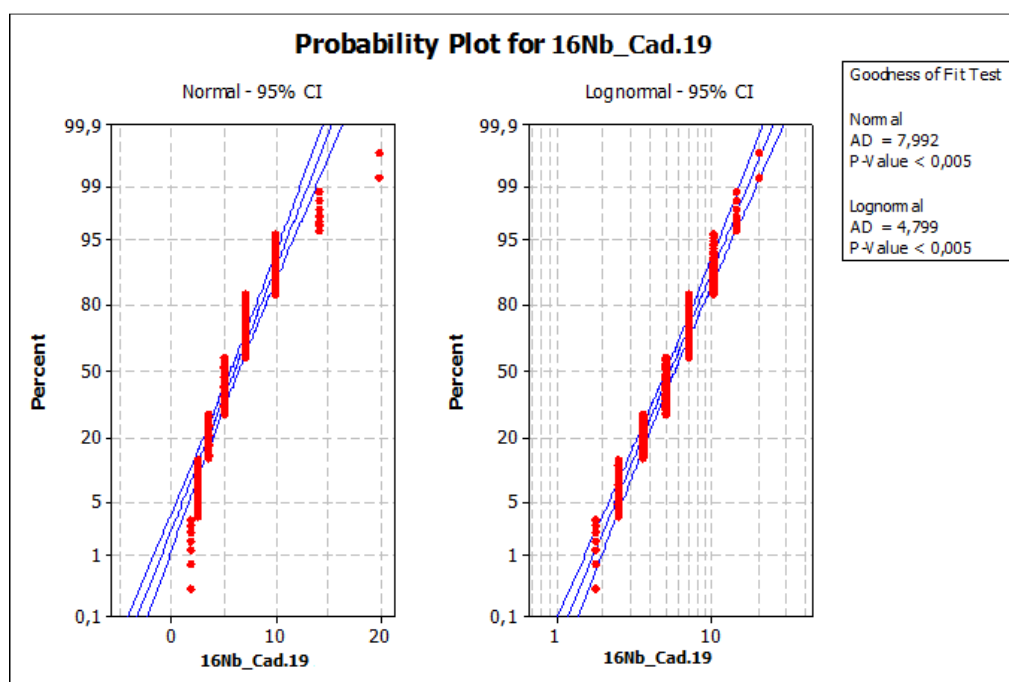 Probability Plot for 16Nb_Cad.19
Normal - 95% CI
Lognormal - 95% CI
Percent
99,9
99
95
80
50
20
5
1
0,1
0
10
20
16Nb_Cad.19
Percent
99,9
99
95
80
50
20
5
1
0,1
1
10
16Nb_Cad.19
Goodness of Fit Test
Normal
AD = 7,992
P-Value < 0,005
Lognormal
AD = 4,799
P-Value < 0,005